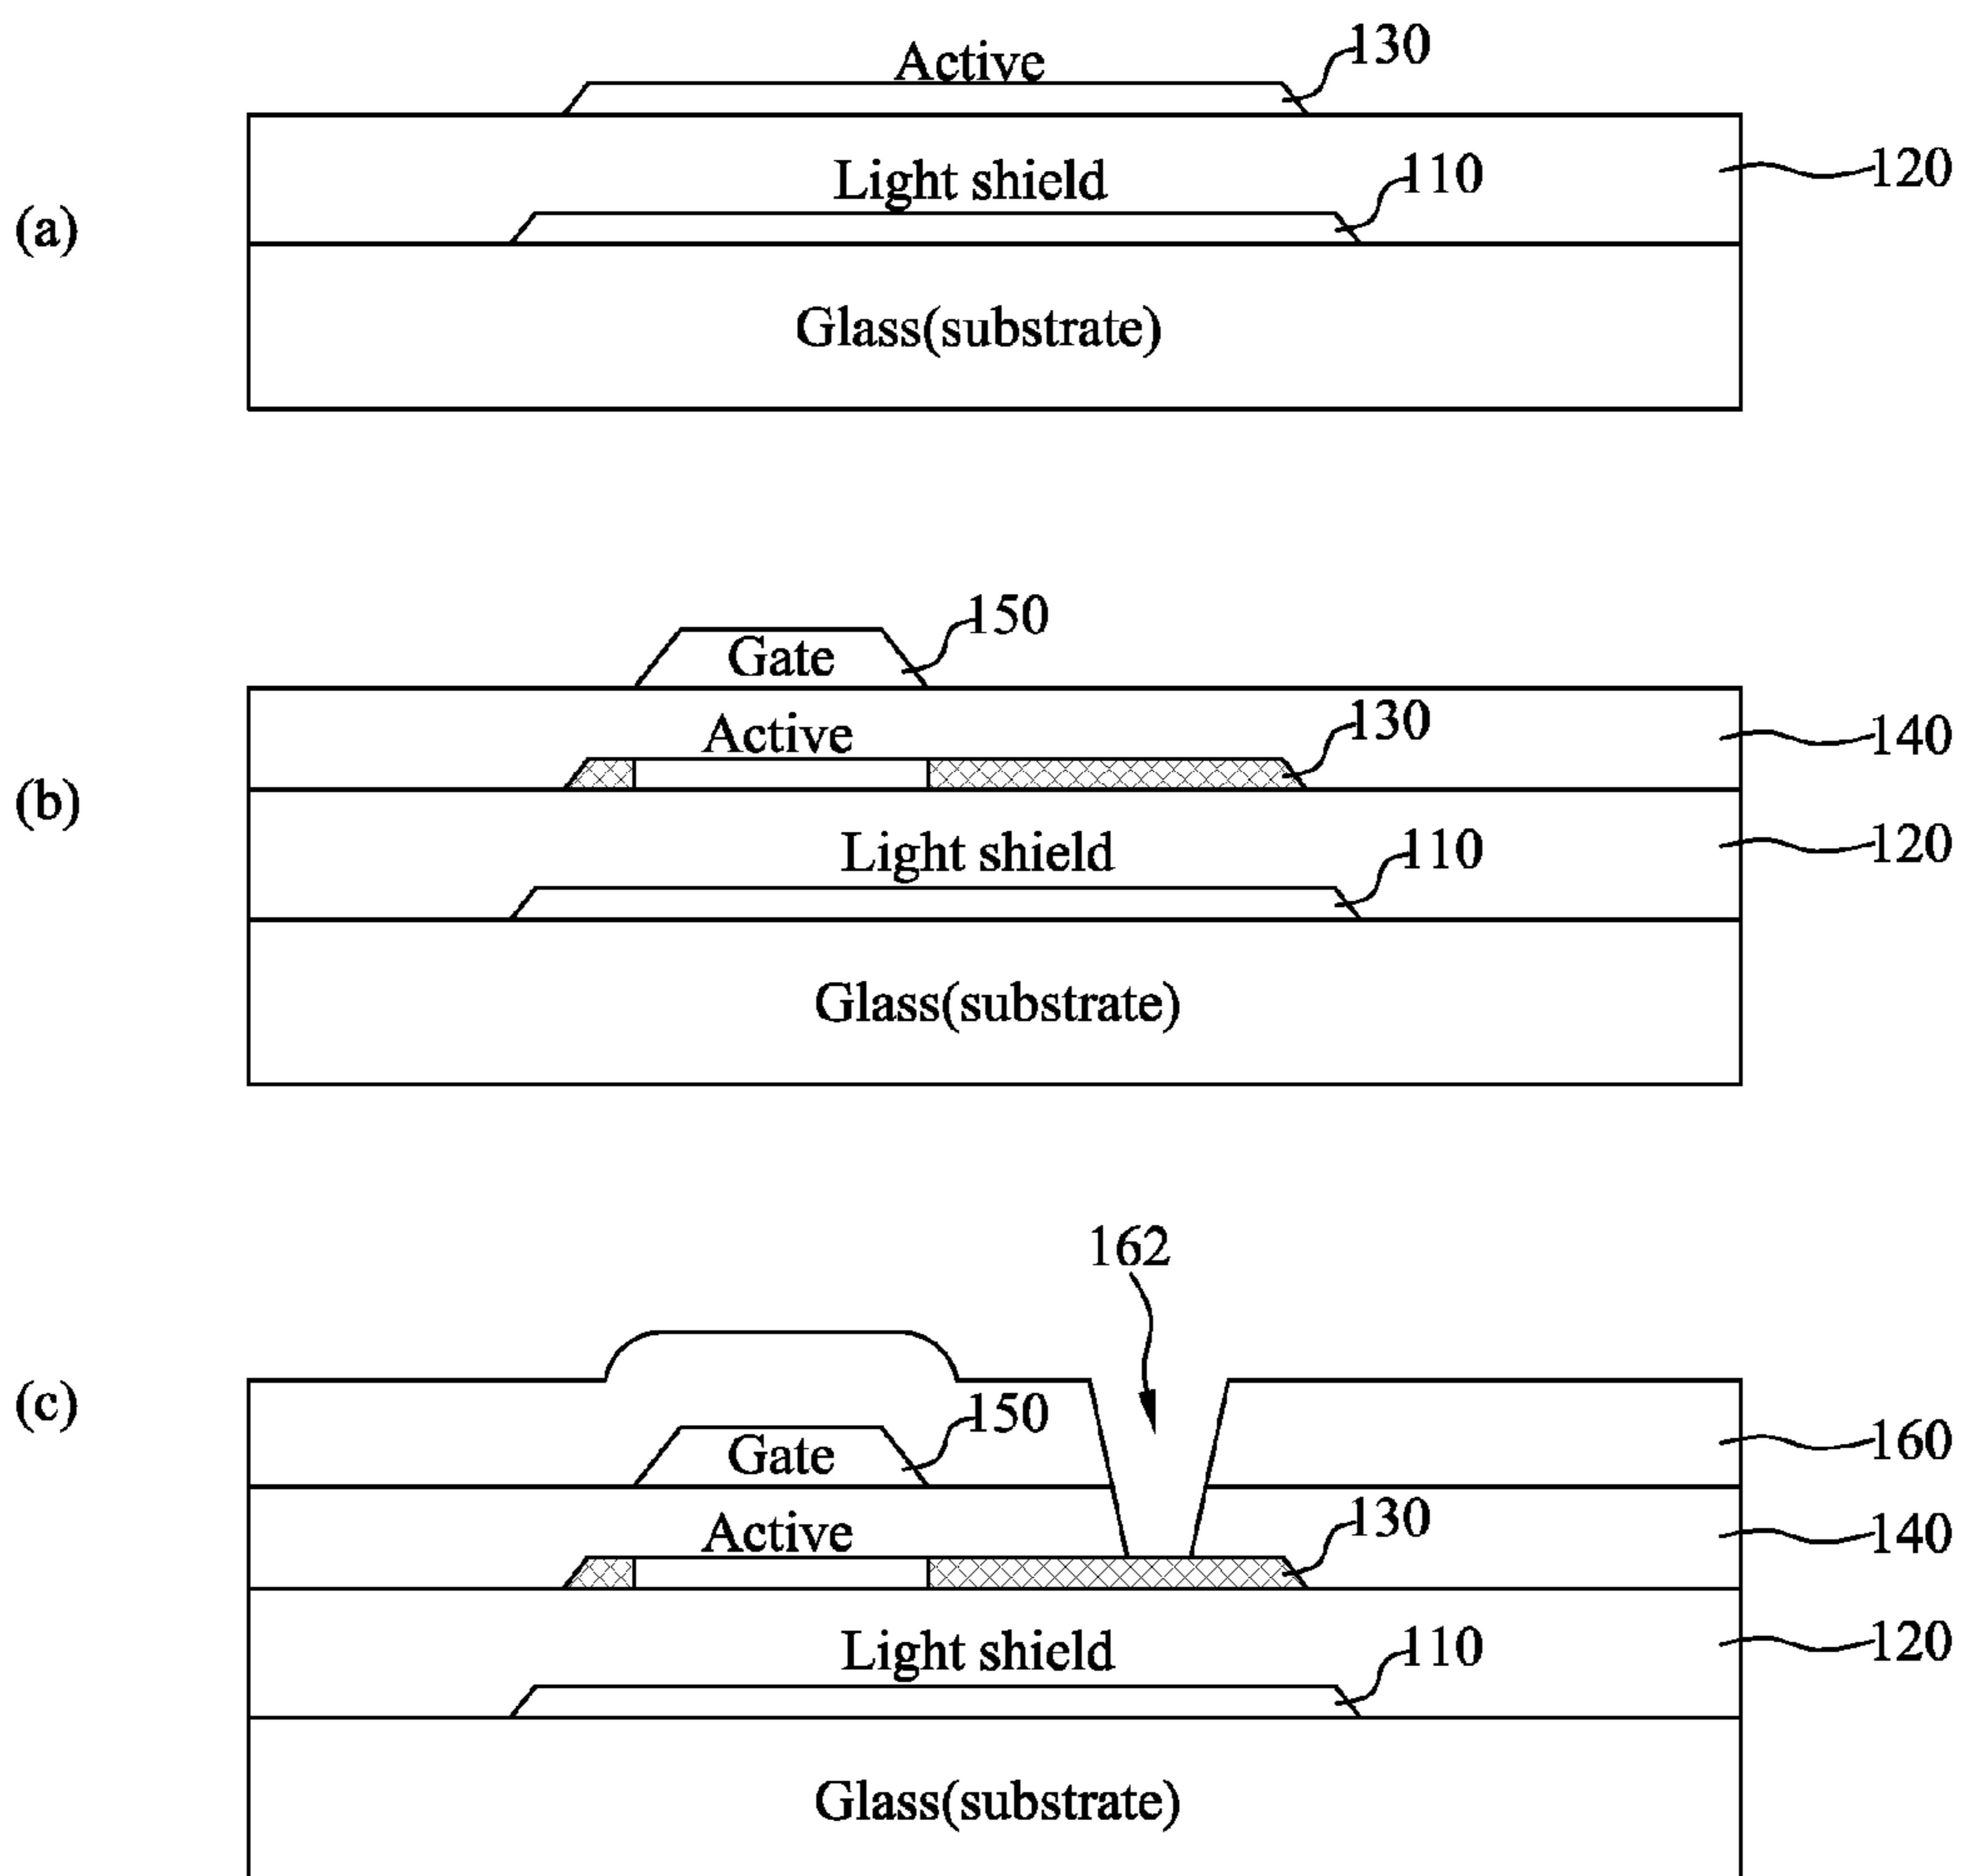 Active
130
Light shield
110
120
(a)
Glass(substrate)
150
Gate
Active
130
140
(b)
Light shield
110
120
Glass(substrate)
162
(c)
150
Gate
160
Active
130
140
Light shield
110
120
Glass(substrate)